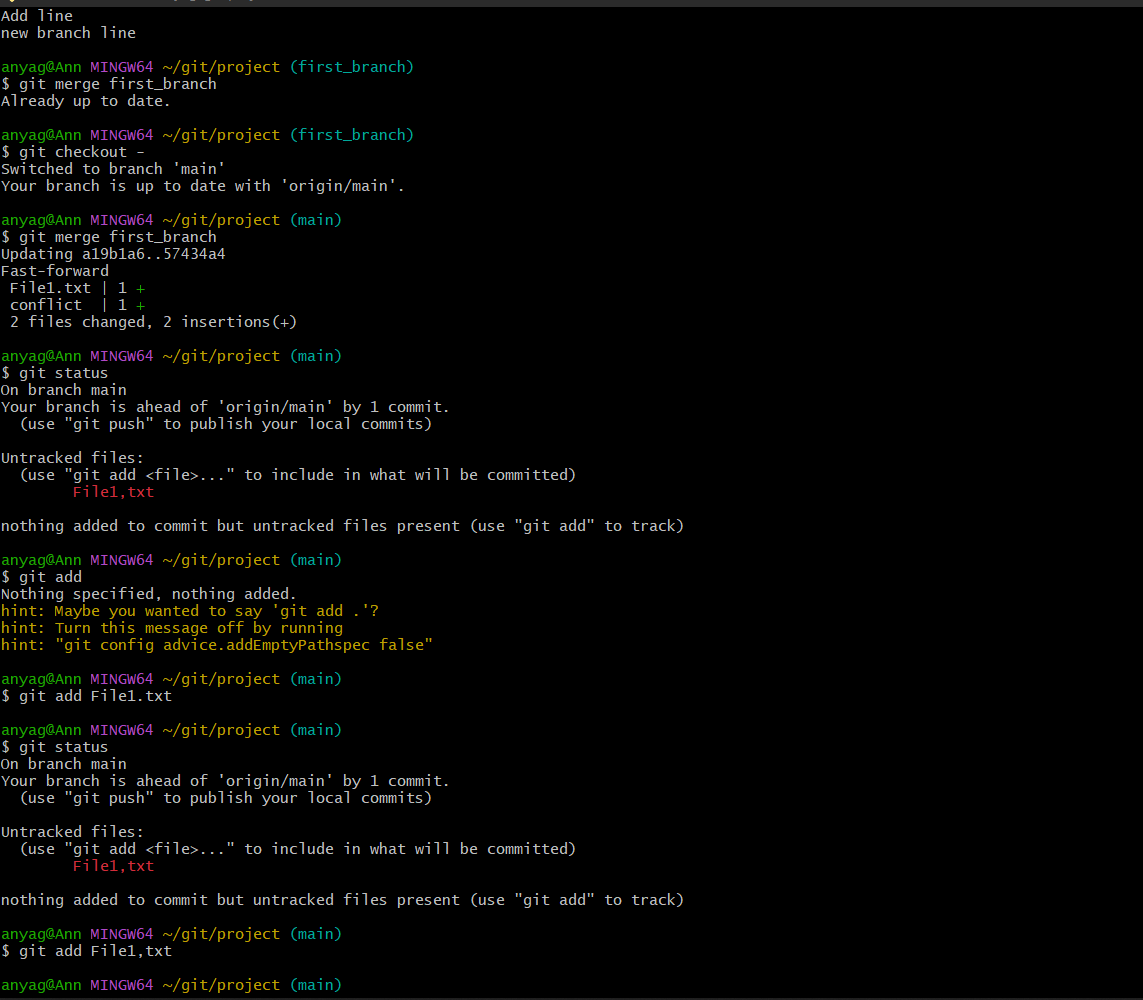 Add line
new branch line
anyag@Ann MINGW64 ~/git/project (first_branch)
$ git merge first_branch
Already up to date.
anyag@Ann MINGW64 ~/git/project (first_branch)
$ git checkout -
Switched to branch 'main'
Your branch is up to date with 'origin/main'.
anyag@Ann MINGW64 ~/git/project (main)
$ git merge first_branch
Updating a19b1a6..57434a4
Fast-forward
 File1.txt | 1 +
 conflict  | 1 +
 2 files changed, 2 insertions(+)
anyag@Ann MINGW64 ~/git/project (main)
$ git status
On branch main
Your branch is ahead of 'origin/main' by 1 commit.
  (use "git push" to publish your local commits)
Untracked files:
  (use "git add <file>..." to include in what will be committed)
        File1,txt
nothing added to commit but untracked files present (use "git add" to track)
anyag@Ann MINGW64 ~/git/project (main)
$ git add
Nothing specified, nothing added.
hint: Maybe you wanted to say 'git add .'?
hint: Turn this message off by running
hint: "git config advice.addEmptyPathspec false"
anyag@Ann MINGW64 ~/git/project (main)
$ git add File1.txt
anyag@Ann MINGW64 ~/git/project (main)
$ git status
On branch main
Your branch is ahead of 'origin/main' by 1 commit.
  (use "git push" to publish your local commits)
Untracked files:
  (use "git add <file>..." to include in what will be committed)
        File1,txt
nothing added to commit but untracked files present (use "git add" to track)
anyag@Ann MINGW64 ~/git/project (main)
$ git add File1,txt
anyag@Ann MINGW64 ~/git/project (main)